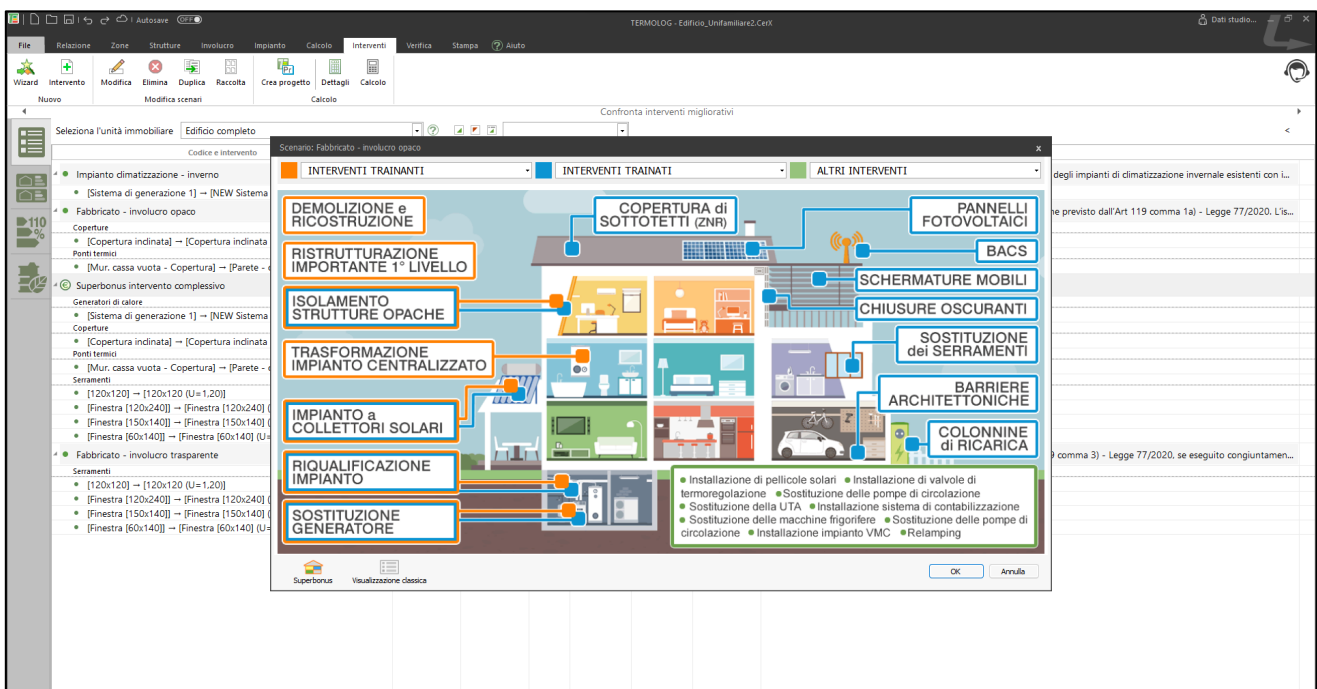 Autosave OFF
TERMOLOG - Edificio_Unifamiliare2.CerX
Dati studio...
File Relazione Zone Strutture Involucro Impianto Calcolo Interventi Verifica Stampa ? Aiuto
Wizard Intervento Modifica Elimina Duplica Raccolta Crea progetto Dettagli Calcolo
Nuovo Modifica scenari Calcolo
Confronta interventi migliorativi
Seleziona l'unità immobiliare Edificio completo ?
<
Codice e intervento
110 %
Impianto climatizzazione - inverno
degli impianti di climatizzazione invernale esistenti con i...
[Sistema di generazione 1] → [NEW Sistema
Fabbricato - involucro opaco
ne previsto dall'Art 119 comma 1a) - Legge 77/2020. L'is...
Coperture
[Copertura inclinata] → [Copertura inclinata
Ponti termici
[Mur. cassa vuota - Copertura] → [Parete -
€ Superbonus intervento complessivo
Generatori di calore
[Sistema di generazione 1] → [NEW Sistema
Coperture
[Copertura inclinata] → [Copertura inclinata
Ponti termici
[Mur. cassa vuota - Copertura] → [Parete -
Serramenti
[120x120] → [120x120 (U=1,20)]
[Finestra [120x240]] → [Finestra [120x240] (
[Finestra [150x140]] → [Finestra [150x140] (
[Finestra [60x140]] → [Finestra [60x140] (U=
Fabbricato - involucro trasparente
9 comma 3) - Legge 77/2020, se eseguito congiuntamen...
Serramenti
[120x120] → [120x120 (U=1,20)]
[Finestra [120x240]] → [Finestra [120x240] (
[Finestra [150x140]] → [Finestra [150x140] (
[Finestra [60x140]] → [Finestra [60x140] (U=
Scenario: Fabbricato - involucro opaco x
INTERVENTI TRAINANTI INTERVENTI TRAINATI ALTRI INTERVENTI
DEMOLIZIONE e
RICOSTRUZIONE
RISTRUTTURAZIONE
IMPORTANTE 1° LIVELLO
ISOLAMENTO
STRUTTURE OPACHE
TRASFORMAZIONE
IMPIANTO CENTRALIZZATO
IMPIANTO a
COLLETTORI SOLARI
RIQUALIFICAZIONE
IMPIANTO
SOSTITUZIONE
GENERATORE
COPERTURA di
SOTTOTETTI (ZNR)
PANNELLI
FOTOVOLTAICI
BACS
SCHERMATURE MOBILI
CHIUSURE OSCURANTI
SOSTITUZIONE
dei SERRAMENTI
BARRIERE
ARCHITETTONICHE
COLONNINE
di RICARICA
Installazione di pellicole solari Installazione di valvole di
termoregolazione Sostituzione delle pompe di circolazione
Sostituzione della UTA Installazione sistema di contabilizzazione
Sostituzione delle macchine frigorifere Sostituzione delle pompe di
circolazione Installazione impianto VMC Relamping
Superbonus Visualizzazione classica
OK Annulla